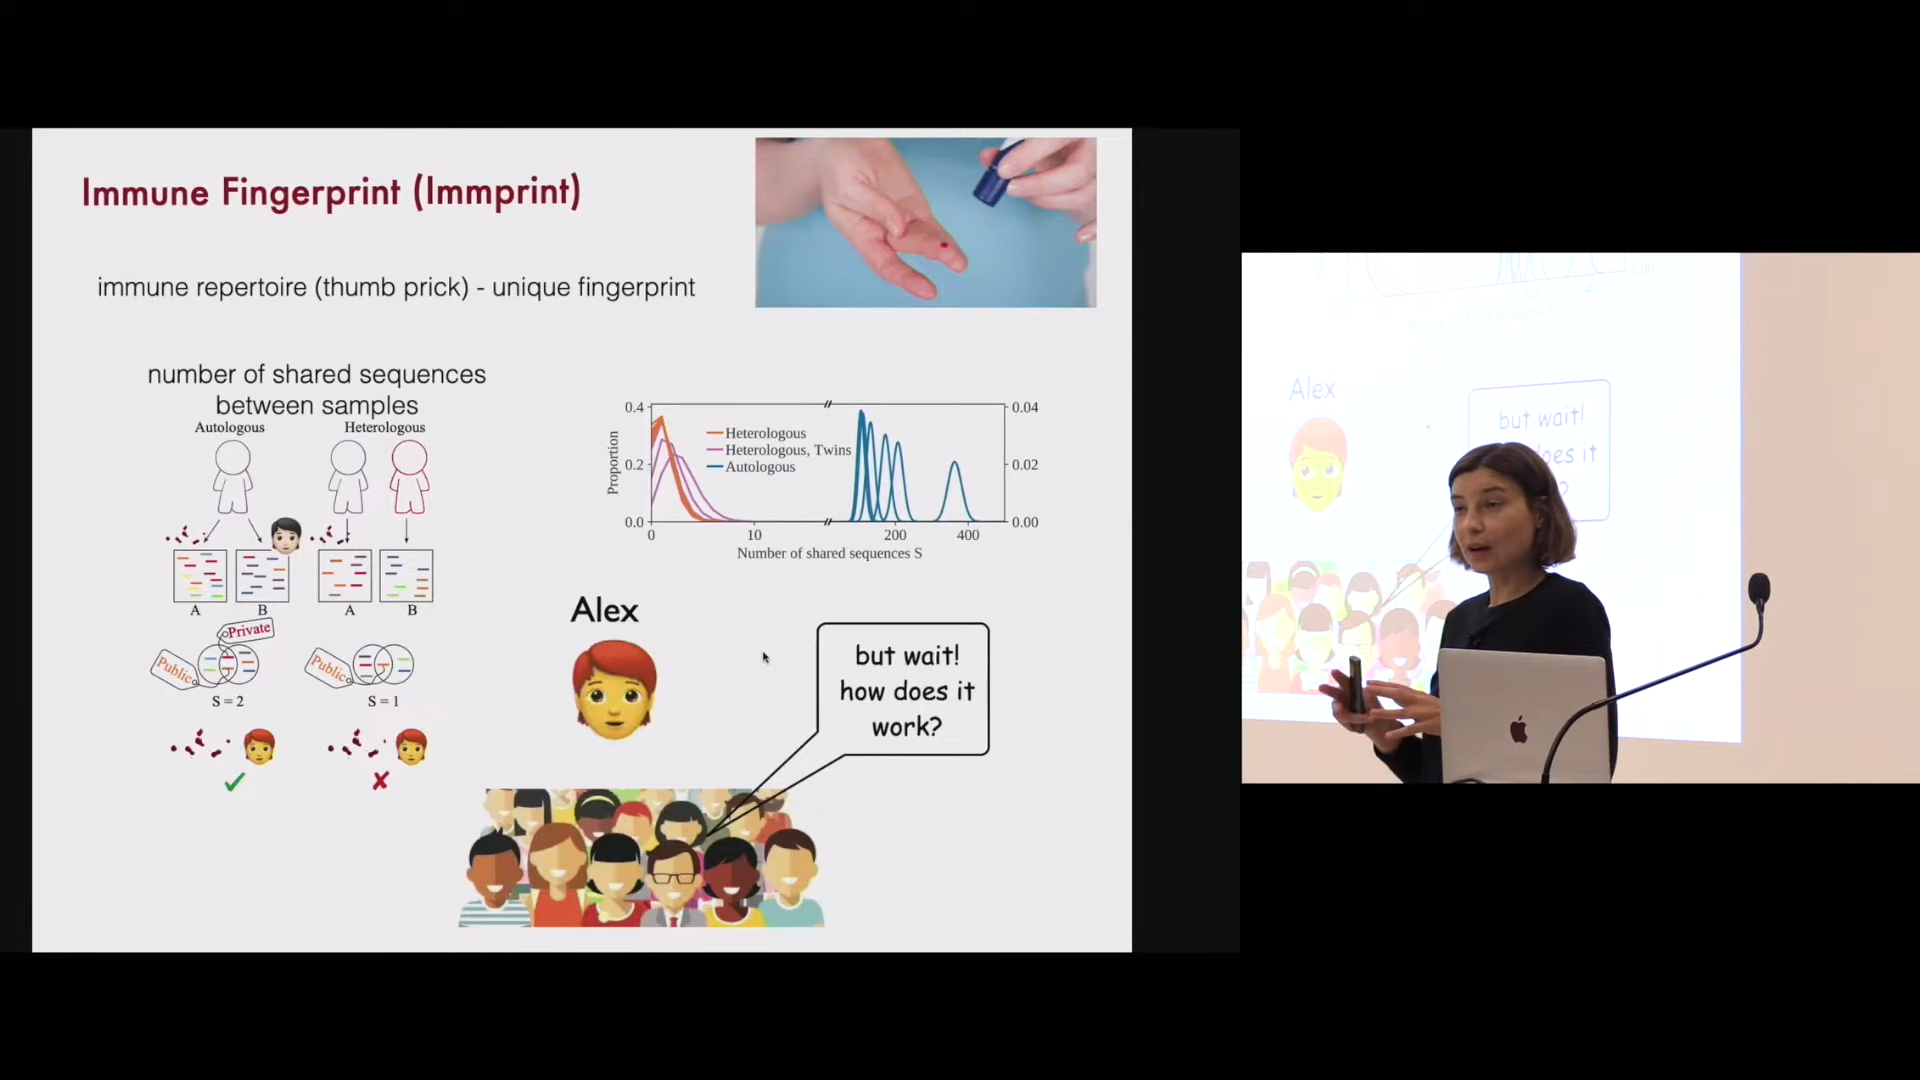 Immune Fingerprint (Immprint)
immune repertoire (thumb prick) - unique fingerprint
number of shared sequences
between samples
Autologous
Heterologous
A
B
A
B
Private
Public
Public
S = 2
S = 1
0.4
0.2
0.0
Proportion
Heterologous
Heterologous, Twins
Autologous
0.04
0.02
0.00
0
10
200
400
Number of shared sequences S
Alex
but wait!
how does it
work?
Alex
but wait!
does it
?